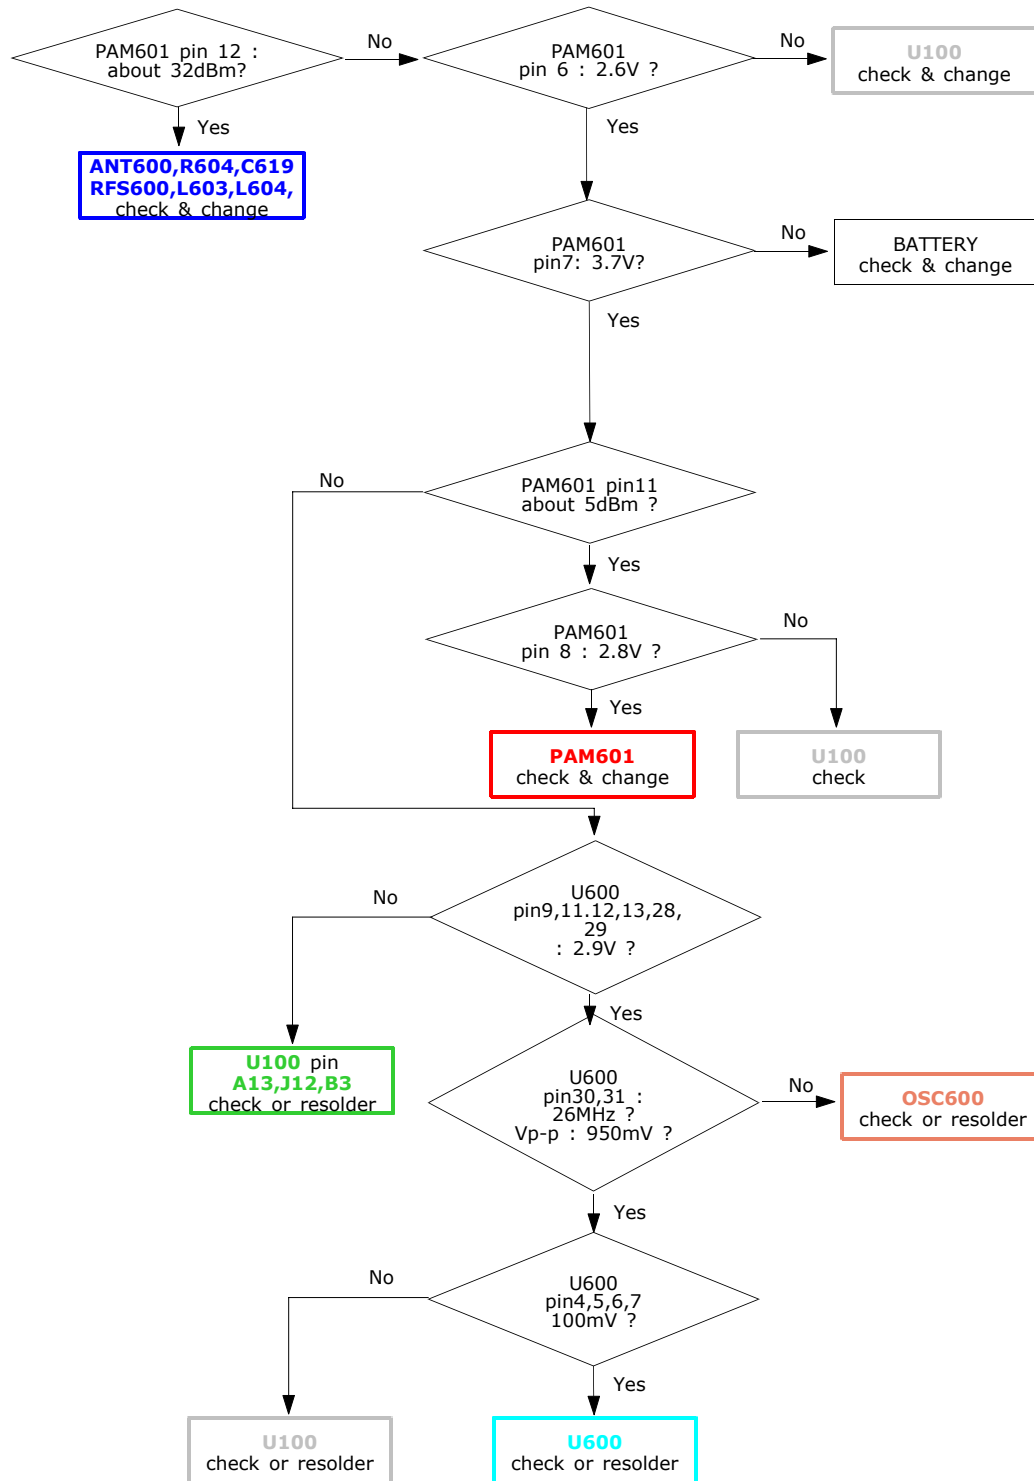 PAM601 pin 12 :
about 32dBm?
No
PAM601
pin 6 : 2.6V ?
No
U100
check & change
Yes
Yes
ANT600,R604,C619
RFS600,L603,L604,
check & change
PAM601
pin7: 3.7V?
No
BATTERY
check & change
Yes
No
PAM601 pin11
about 5dBm ?
Yes
PAM601
pin 8 : 2.8V ?
No
Yes
PAM601
check & change
U100
check
No
U600
pin9,11.12,13,28,
29
: 2.9V ?
Yes
U100 pin
A13,J12,B3
check or resolder
U600
pin30,31 :
26MHz ?
Vp-p : 950mV ?
No
OSC600
check or resolder
Yes
No
U600
pin4,5,6,7
100mV ?
Yes
U100
check or resolder
U600
check or resolder